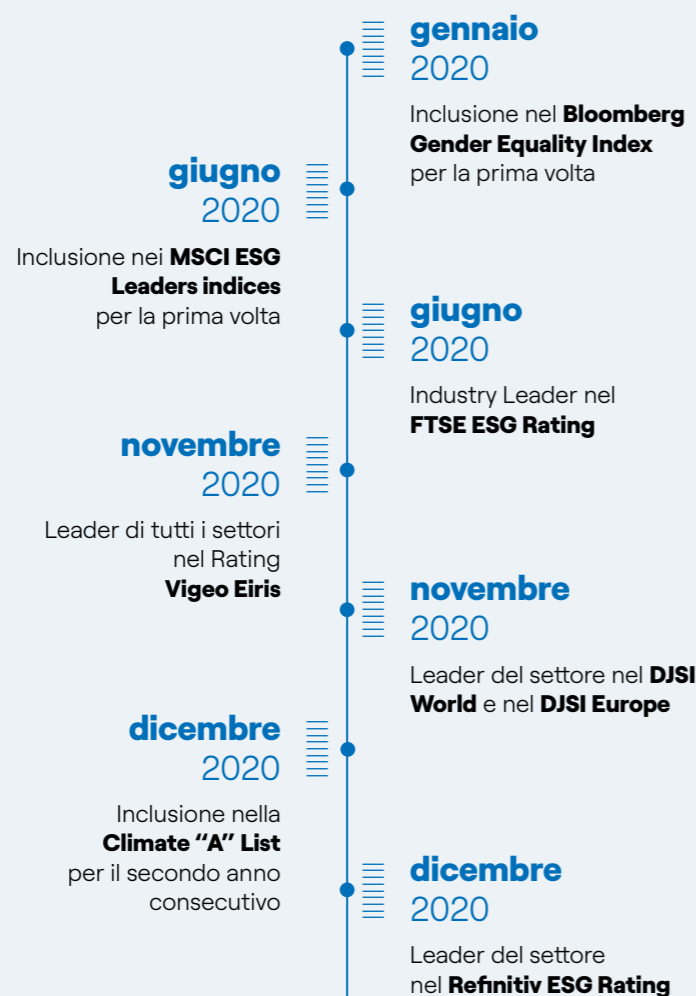 gennaio
2020
Inclusione nel Bloomberg
Gender Equality Index
per la prima volta
giugno
2020
Inclusione nei MSCI ESG
Leaders indices
per la prima volta
giugno
2020
Industry Leader nel
FTSE ESG Rating
novembre
2020
Leader di tutti i settori
nel Rating
Vigeo Eiris
novembre
2020
Leader del settore nel DJSI
World e nel DJSI Europe
dicembre
2020
Inclusione nella
Climate “A” List
per il secondo anno
consecutivo
dicembre
2020
Leader del settore
nel Refinitiv ESG Rating